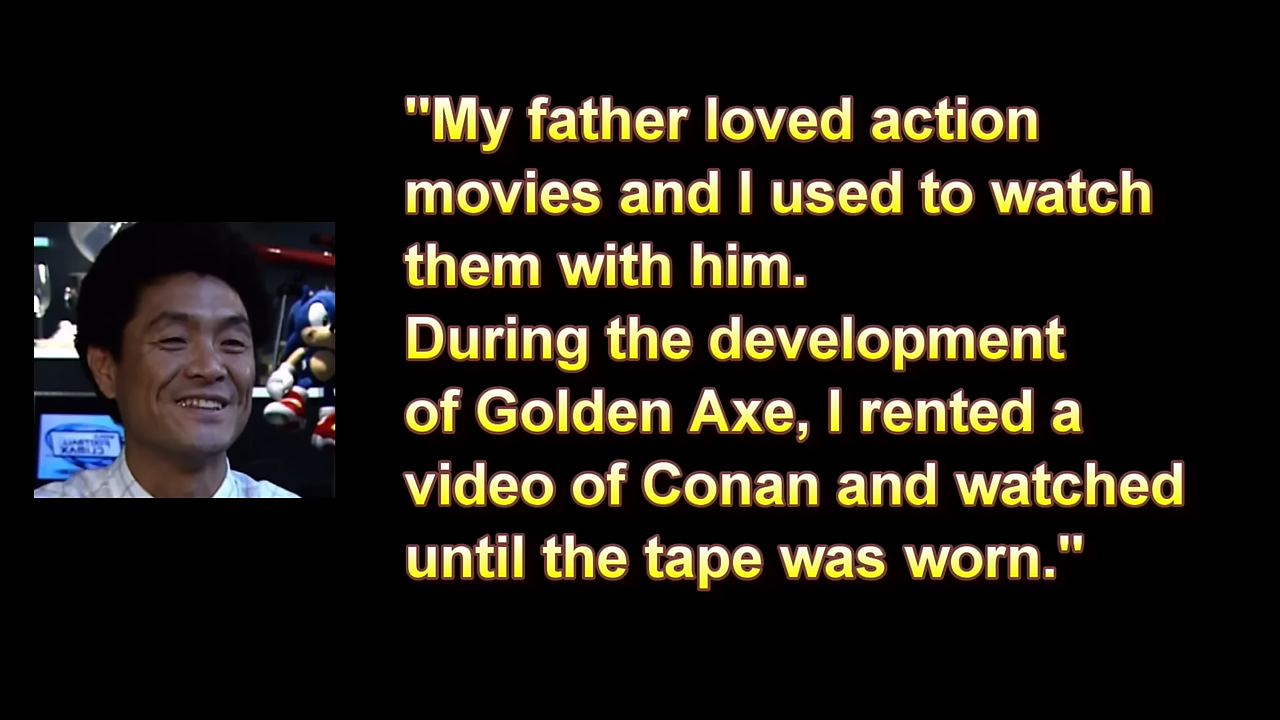 "My father loved action
movies and I used to watch
them with him.
During the development
of Golden Axe, I rented a
video of Conan and watched
until the tape was worn."